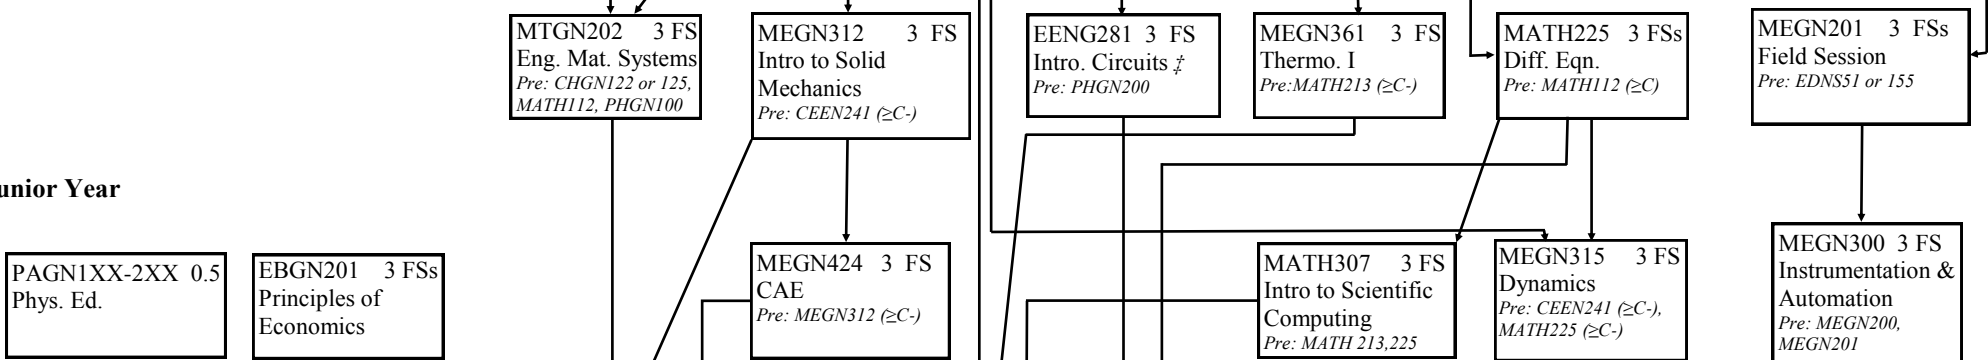 MTGN202 3 FS
Eng. Mat. Systems
Pre: CHGN122 or 125,
MATH112, PHGN100
MEGN312 3 FS
Intro to Solid
Mechanics
Pre: CEEN241 (≥C-)
EENG281 3 FS
Intro. Circuits ‡
Pre: PHGN200
MEGN361 3 FS
Thermo. I
Pre:MATH213 (≥C-)
MATH225 3 FSs
Diff. Eqn.
Pre: MATH112 (≥C)
MEGN201 3 FSs
Field Session
Pre: EDNS51 or 155
unior Year
PAGN1XX-2XX 0.5
Phys. Ed.
EBGN201 3 FSs
Principles of
Economics
MEGN424 3 FS
CAE
Pre: MEGN312 (≥C-)
MATH307 3 FS
Intro to Scientific
Computing
Pre: MATH 213,225
MEGN315 3 FS
Dynamics
Pre: CEEN241 (≥C-),
MATH225 (≥C-)
MEGN300 3 FS
Instrumentation &
Automation
Pre: MEGN200,
MEGN201